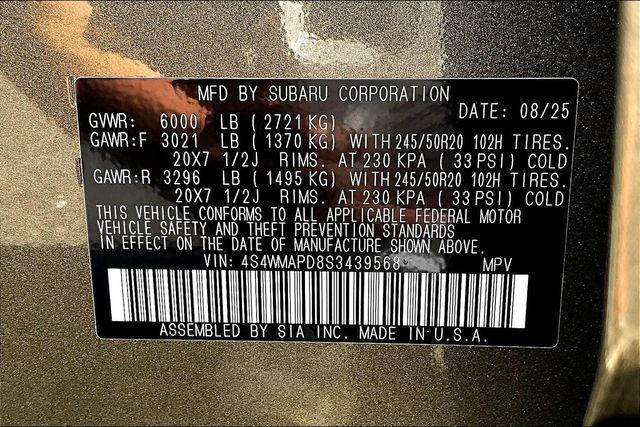 MFD BY SUBARU CORPORATION
DATE: 08/25
GVWR: 6000 LB ( 2721 KG)
GAWR:F 3021 LB ( 1370 KG) WITH 245/50R20 102H TIRES.
20X7 1/2J RIMS. AT 230 KPA ( 33 PSI) COLD
GAWR:R 3296 LB ( 1495 KG) WITH 245/50R20 102H TIRES.
20X7 1/2J RIMS. AT 230 KPA ( 33 PSI) COLD
THIS VEHICLE CONFORMS TO ALL APPLICABLE FEDERAL MOTOR
VEHICLE SAFETY AND THEFT PREVENTION STANDARDS
IN EFFECT ON THE DATE OF MANUFACTURE SHOWN ABOVE.
VIN: 4S4WMAPD8S3439568 MPV
ASSEMBLED BY SIA INC. MADE IN U.S.A.